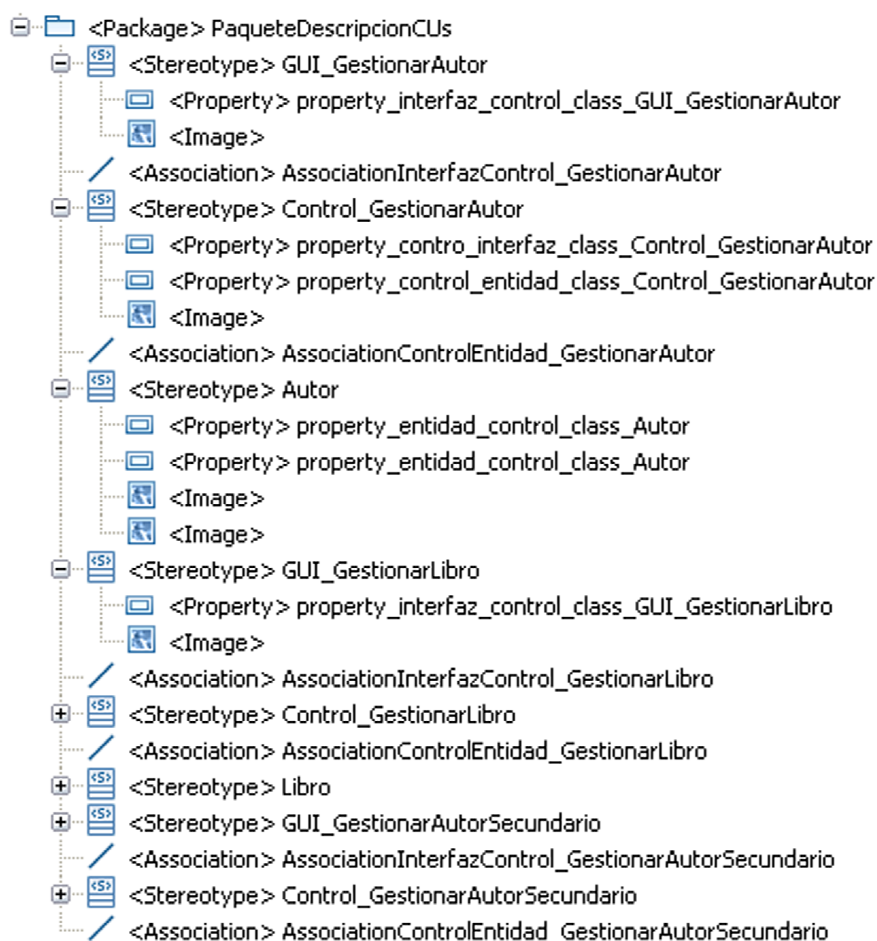 <Package> PaqueteDescripcionCUs
<Stereotype> GUI_GestionarAutor
<Property> property_interfaz_control_class_GUI_GestionarAutor
<Image>
<Association> AssociationInterfazControl_GestionarAutor
<Stereotype> Control_GestionarAutor
<Property> property_contro_interfaz_class_Control_GestionarAutor
<Property> property_control_entidad_class_Control_GestionarAutor
<Image>
<Association> AssociationControlEntidad_GestionarAutor
<Stereotype> Autor
<Property> property_entidad_control_class_Autor
<Property> property_entidad_control_class_Autor
<Image>
<Image>
<Stereotype> GUI_GestionarLibro
<Property> property_interfaz_control_class_GUI_GestionarLibro
<Image>
<Association> AssociationInterfazControl_GestionarLibro
<Stereotype> Control_GestionarLibro
<Association> AssociationControlEntidad_GestionarLibro
<Stereotype> Libro
<Stereotype> GUI_GestionarAutorSecundario
<Association> AssociationInterfazControl_GestionarAutorSecundario
<Stereotype> Control_GestionarAutorSecundario
<Association> AssociationControlEntidad_GestionarAutorSecundario